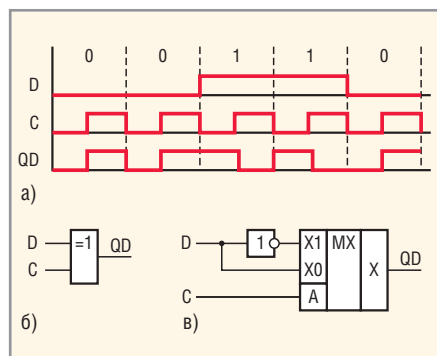 0 0 1 1 0
D
C
QD
а)
D =1 QD
C
б)
D 1 X1 MX X QD
X0
C A
в)